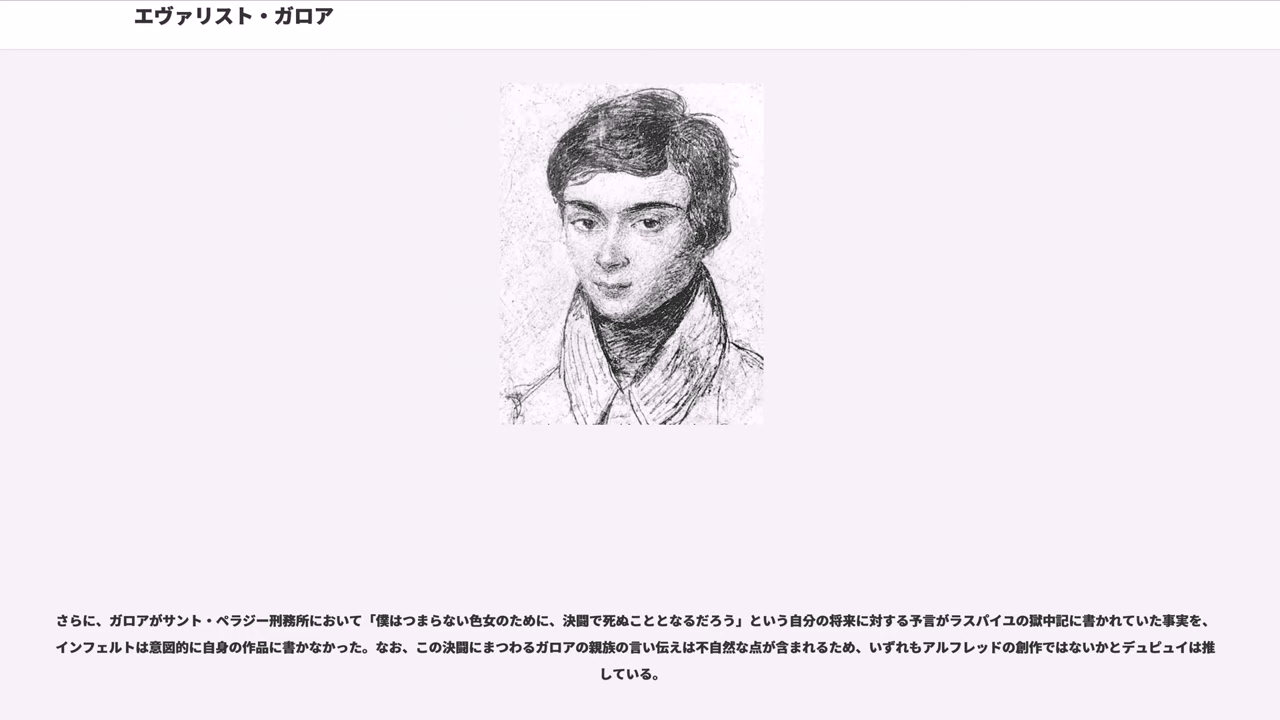 エヴァリスト・ガロア
さらに、ガロアがサント・ペラジー刑務所において「僕はつまらない色女のために、決闘で死ぬこととなるだろう」という自分の将来に対する予言がラスパイユの獄中記に書かれていた事実を、
インフェルトは意図的に自身の作品に書かなかった。なお、この決闘にまつわるガロアの親族の言い伝えは不自然な点が含まれるため、いずれもアルフレッドの創作ではないかとデュピュイは推
している。